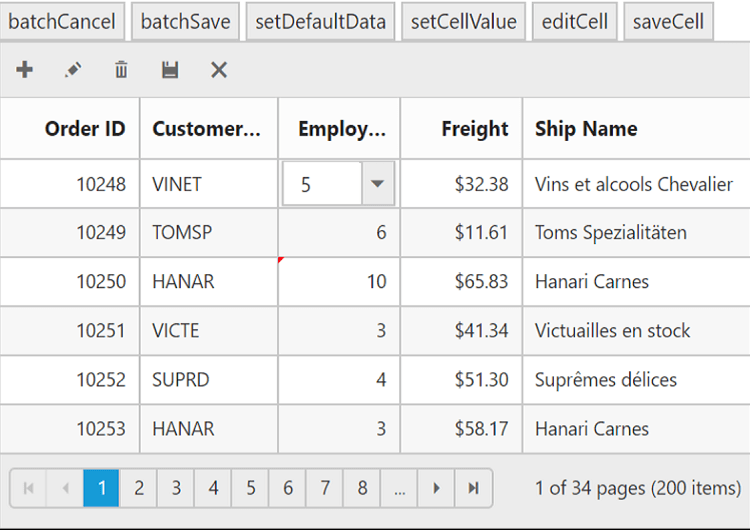 batchCancel batchSave setDefaultData setCellValue editCell saveCell
Order ID Customer... Employ... Freight Ship Name
10248 VINET 5 $32.38 Vins et alcools Chevalier
10249 TOMSP 6 $11.61 Toms Spezialitäten
10250 HANAR 10 $65.83 Hanari Carnes
10251 VICTE 3 $41.34 Victuailles en stock
10252 SUPRD 4 $51.30 Suprêmes délices
10253 HANAR 3 $58.17 Hanari Carnes
1 2 3 4 5 6 7 8 ... 1 of 34 pages (200 items)